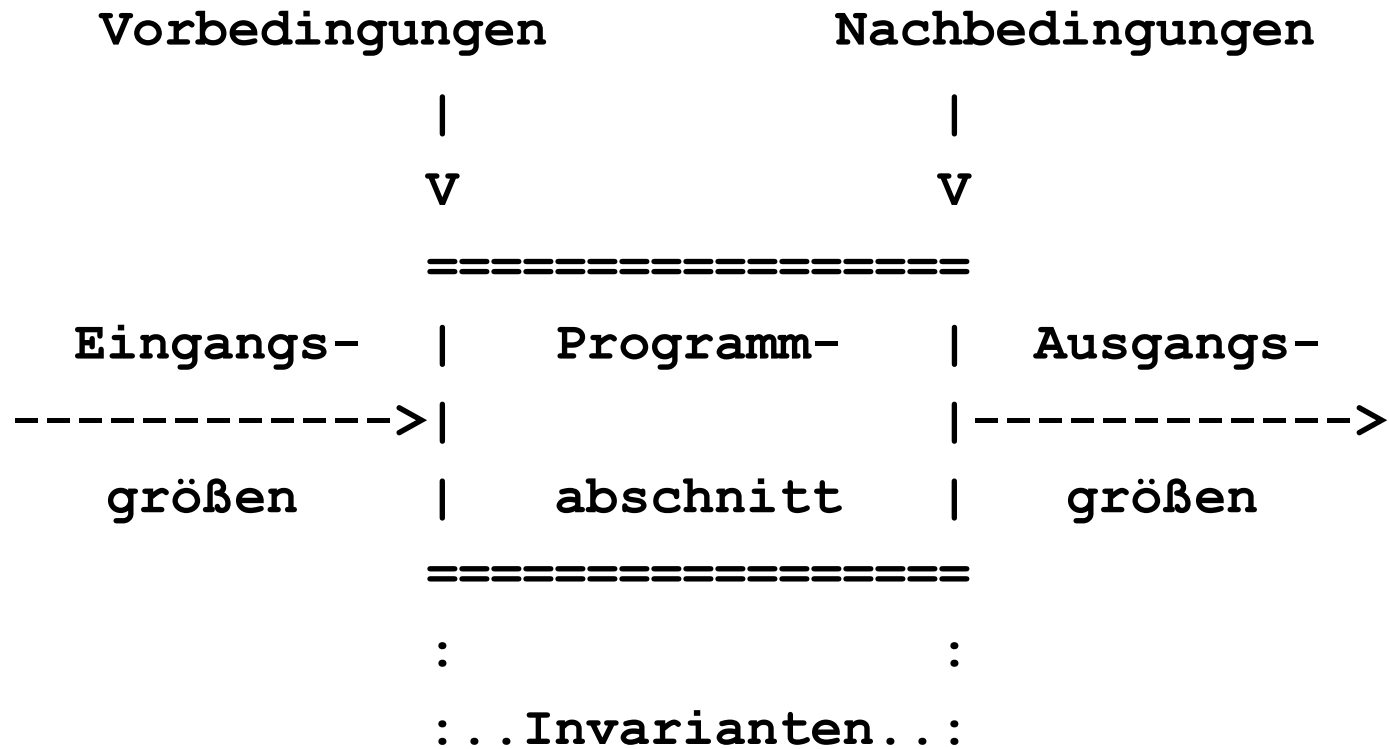 Vorbedingungen Nachbedingungen
| |
V V
=================
Eingangs- | Programm- | Ausgangs-
------------>| |------------>
größen | abschnitt | größen
=================
: :
:..Invarianten..: